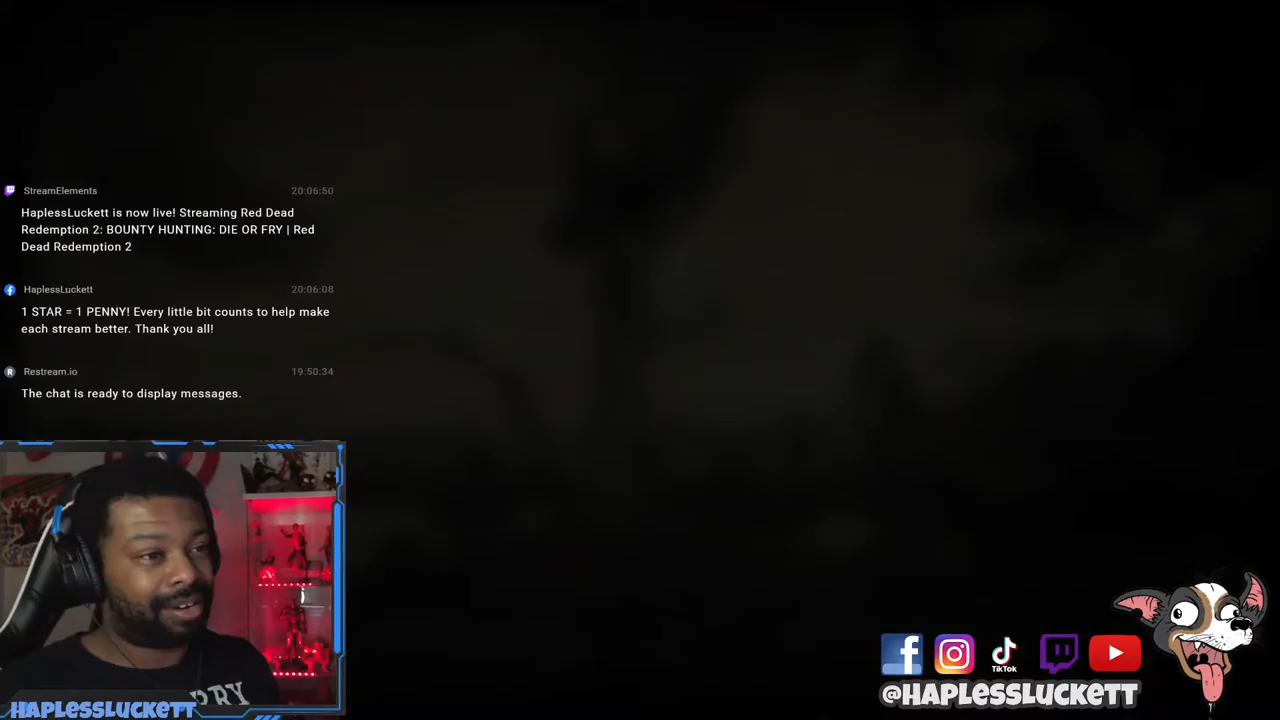 StreamElements 20:06:50
HaplessLuckett is now live! Streaming Red Dead
Redemption 2: BOUNTY HUNTING: DIE OR FRY | Red
Dead Redemption 2
HaplessLuckett 20:06:08
1 STAR = 1 PENNY! Every little bit counts to help make
each stream better. Thank you all!
R Restream.io 19:50:34
The chat is ready to display messages.
RRY
HAPLESSLUCKETT
TikTok
@HAPLESSLUCKETT